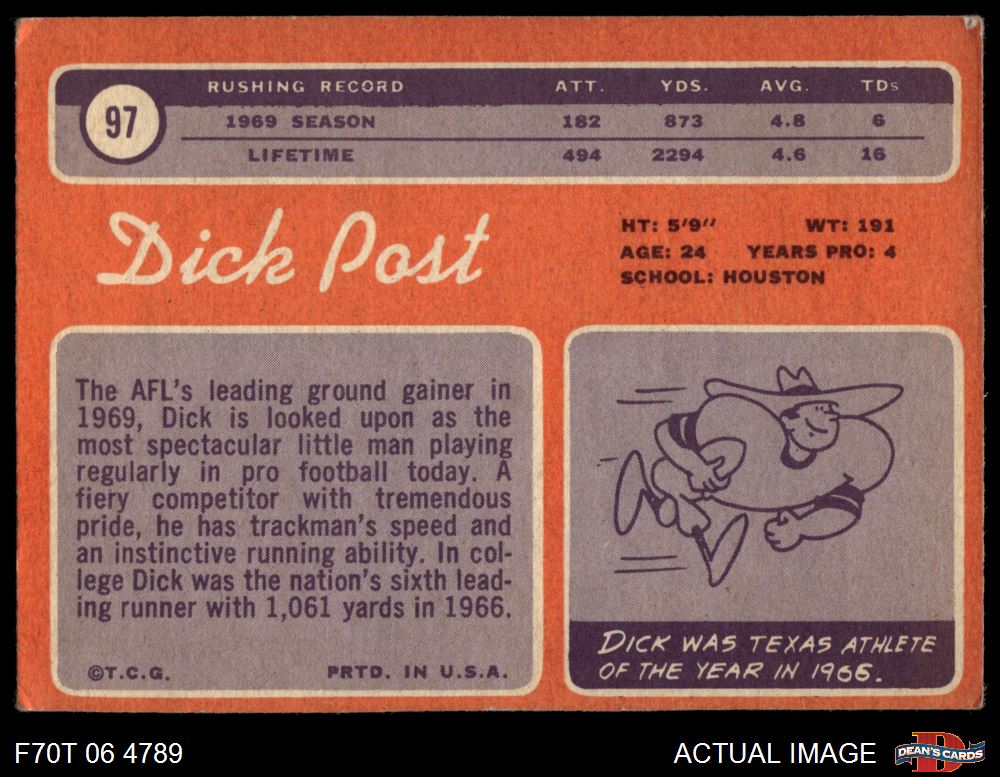 97
RUSHING RECORD ATT. YDS. AVG. TDs
1969 SEASON 182 873 4.8 6
LIFETIME 494 2294 4.6 16
Dick Post
HT: 5'9" WT: 191
AGE: 24 YEARS PRO: 4
SCHOOL: HOUSTON
The AFL's leading ground gainer in
1969, Dick is looked upon as the
most spectacular little man playing
regularly in pro football today. A
fiery competitor with tremendous
pride, he has trackman's speed and
an instinctive running ability. In col-
lege Dick was the nation's sixth lead-
ing runner with 1,061 yards in 1966.
©T.C.G. PRTD. IN U.S.A.
DICK WAS TEXAS ATHLETE
OF THE YEAR IN 1966.
F70T 06 4789
ACTUAL IMAGE
D
DEAN'S CARDS